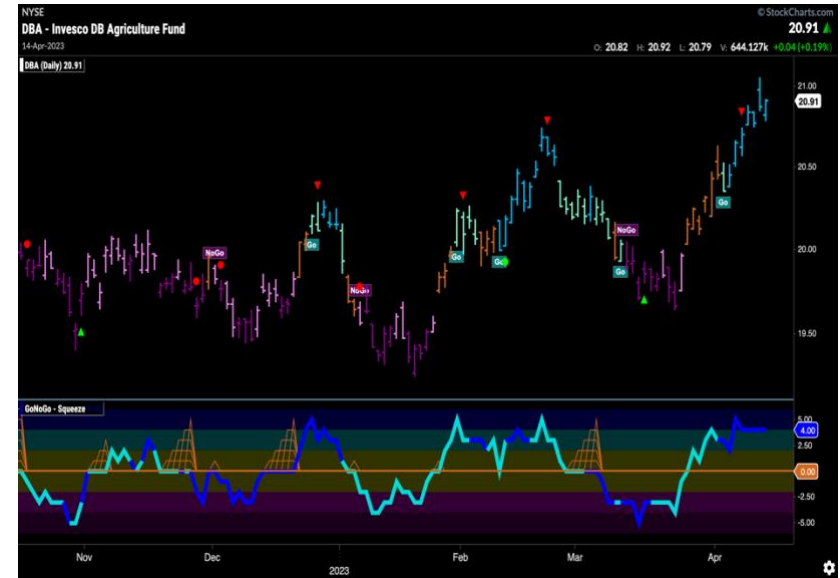 NYSE
© StockCharts.com
DBA - Invesco DB Agriculture Fund
20.91
14-Apr-2023
O: 20.82 H: 20.92 L: 20.79 V: 644.127k +0.04 (+0.19%)
DBA (Daily) 20.91
21.00
20.91
20.50
NoGo
NoGo
Go
Go
Go
Go
Go
20.00
NoGo
19.50
GoNoGo - Squeeze
5.00
4.00
2.50
0.00
-2.50
-5.00
Nov Dec 2023 Feb Mar Apr